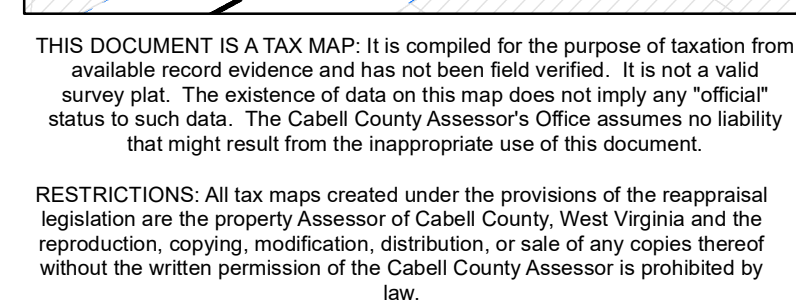 THIS DOCUMENT IS A TAX MAP: It is compiled for the purpose of taxation from
available record evidence and has not been field verified.  It is not a valid
survey plat.  The existence of data on this map does not imply any "official"
status to such data.  The Cabell County Assessor's Office assumes no liability
that might result from the inappropriate use of this document.
RESTRICTIONS: All tax maps created under the provisions of the reappraisal
legislation are the property Assessor of Cabell County, West Virginia and the
reproduction, copying, modification, distribution, or sale of any copies thereof
without the written permission of the Cabell County Assessor is prohibited by
law.